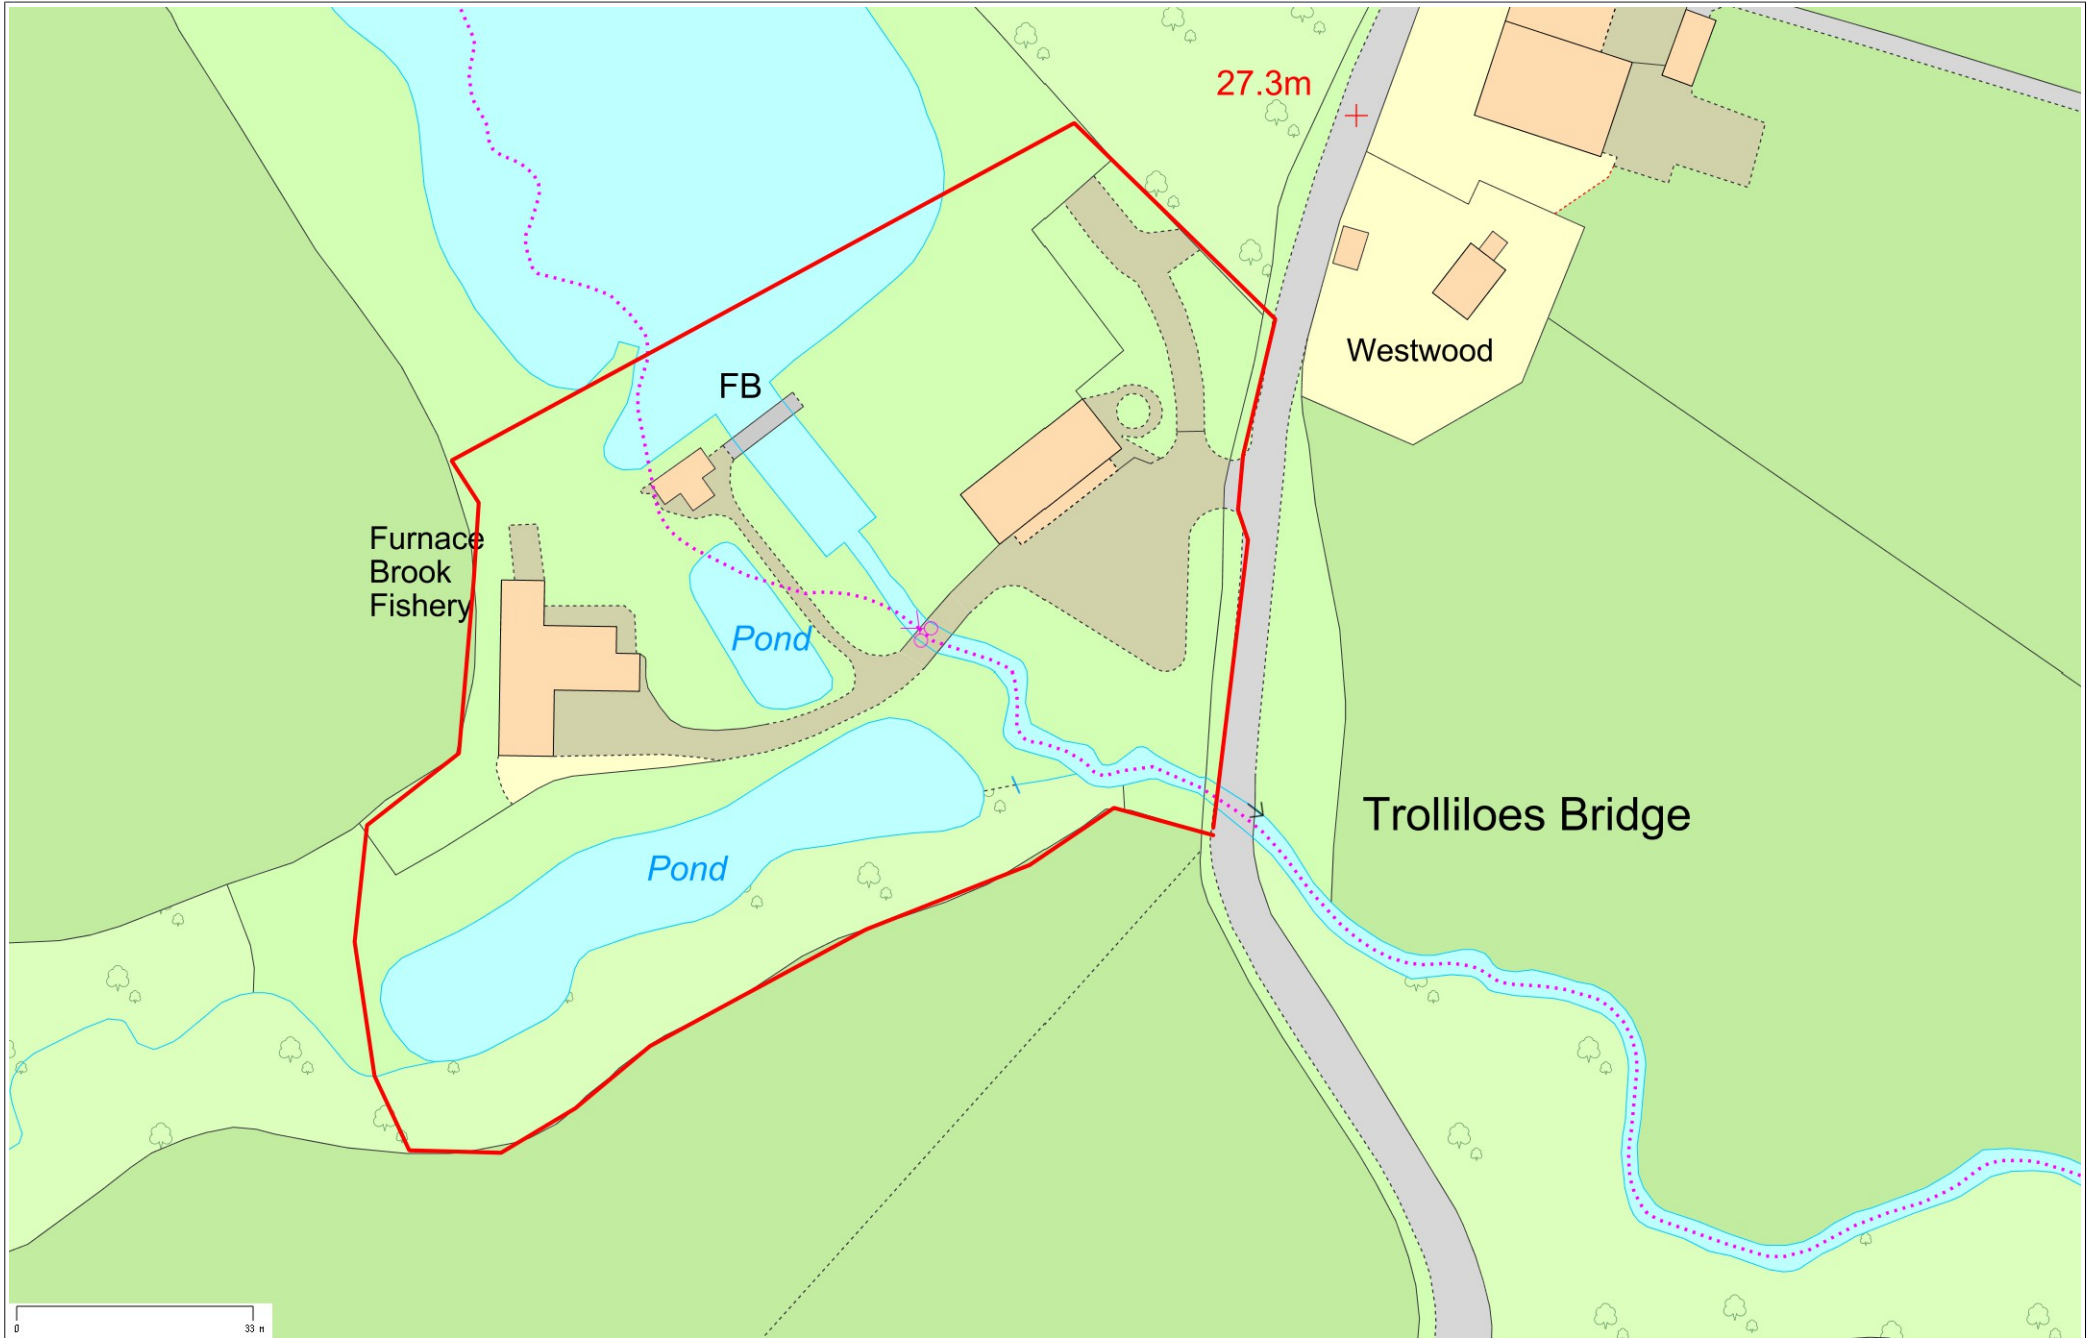 27.3m
Westwood
FB
Furnace
Brook
Fishery
Pond
Trolliloes Bridge
Pond
0 33 M